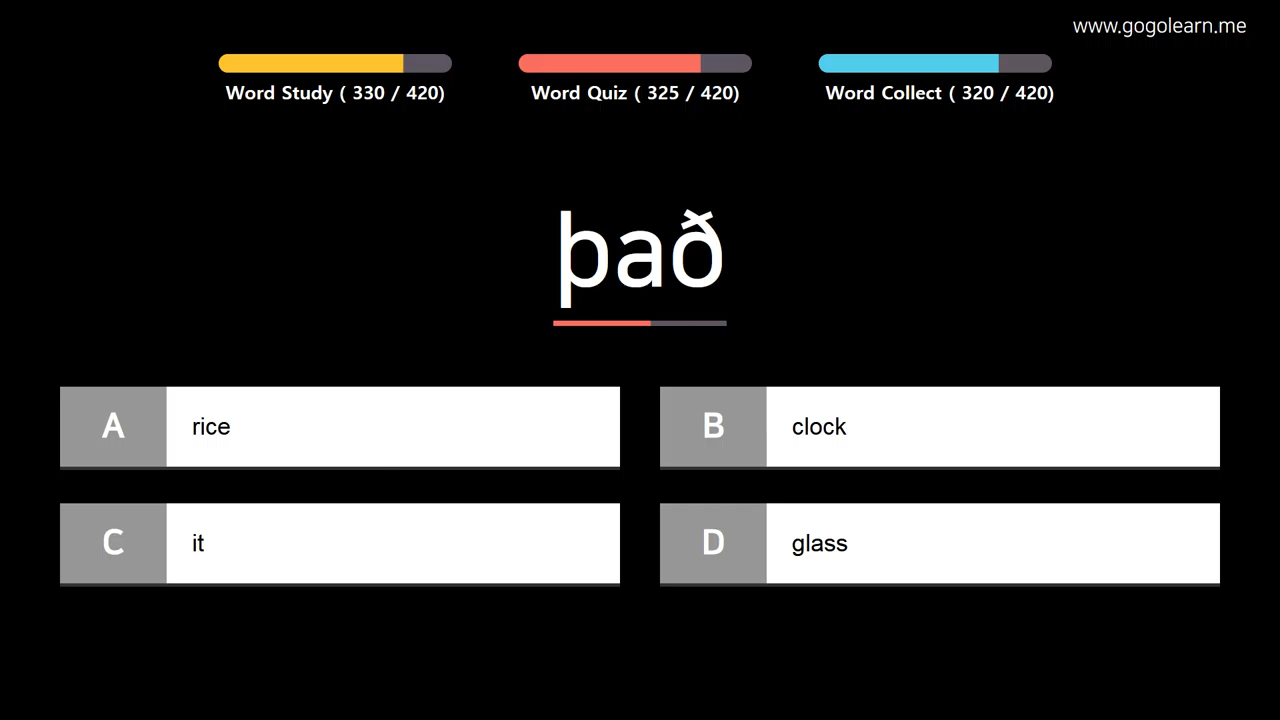 www.gogolearn.me
Word Study ( 330 / 420)
Word Quiz ( 325 / 420)
Word Collect ( 320 / 420)
það
A rice
B clock
C it
D glass